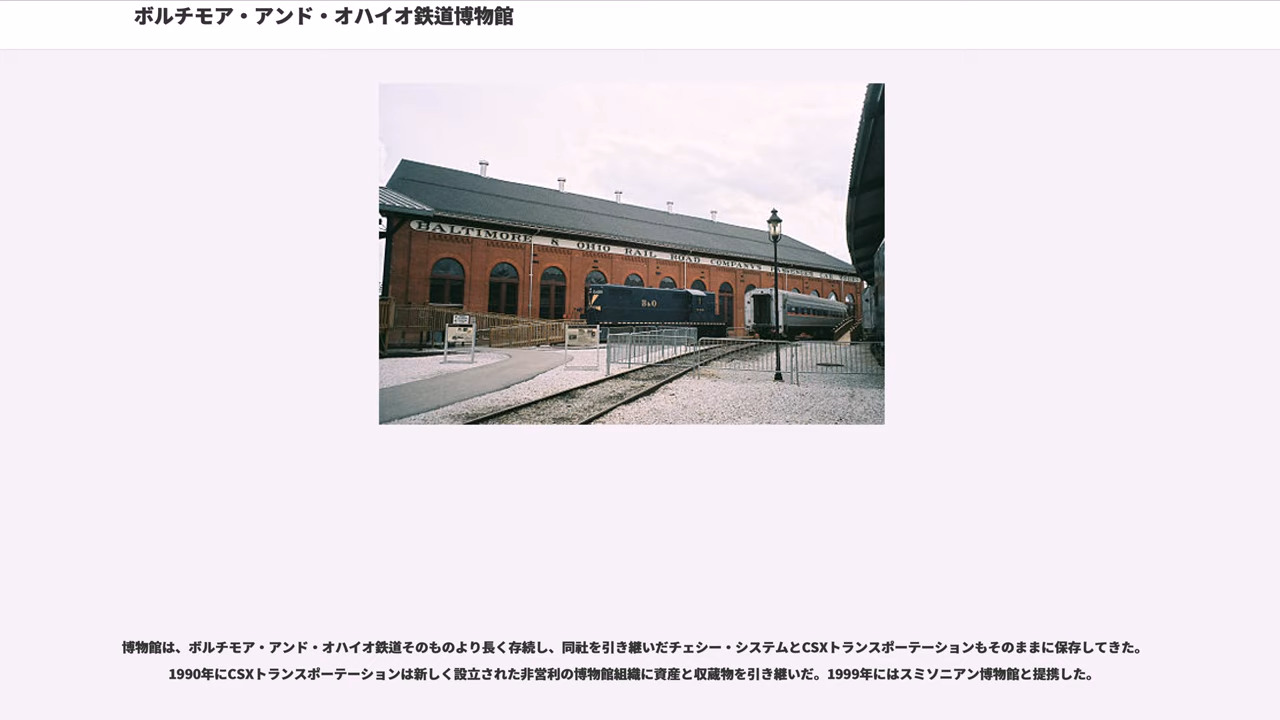 ボルチモア・アンド・オハイオ鉄道博物館
BALTIMORE & OHIO RAIL ROAD COMPANY'S PASSENGER CAR
B&O
博物館は、ボルチモア・アンド・オハイオ鉄道そのものより長く存続し、同社を引き継いだチェシー・システムとCSXトランスポーテーションもそのままに保存してきた。
1990年にCSXトランスポーテーションは新しく設立された非営利の博物館組織に資産と収蔵物を引き継いだ。1999年にはスミソニアン博物館と提携した。